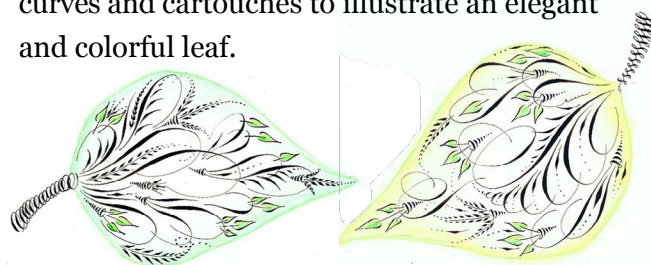 curves and cartouches to illustrate an elegant
and colorful leaf.